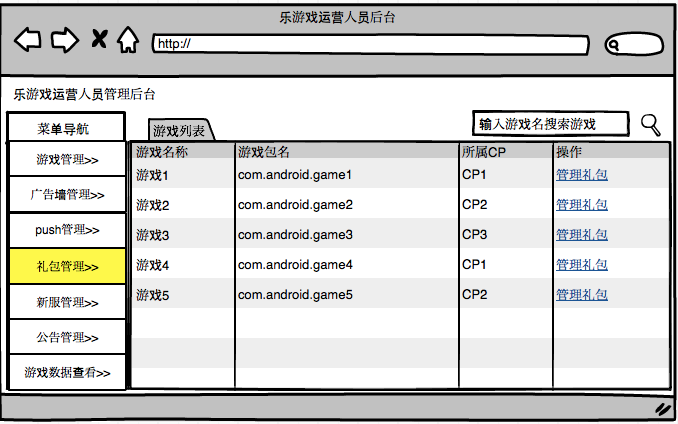 乐游戏运营人员后台
http://
乐游戏运营人员管理后台
菜单导航
游戏管理>>
广告墙管理>>
push管理>>
礼包管理>>
新服管理>>
公告管理>>
游戏数据查看>>
游戏列表
输入游戏名搜索游戏
游戏名称 游戏包名 所属CP 操作
游戏1 com.android.game1 CP1 管理礼包
游戏2 com.android.game2 CP2 管理礼包
游戏3 com.android.game3 CP3 管理礼包
游戏4 com.android.game4 CP1 管理礼包
游戏5 com.android.game5 CP2 管理礼包